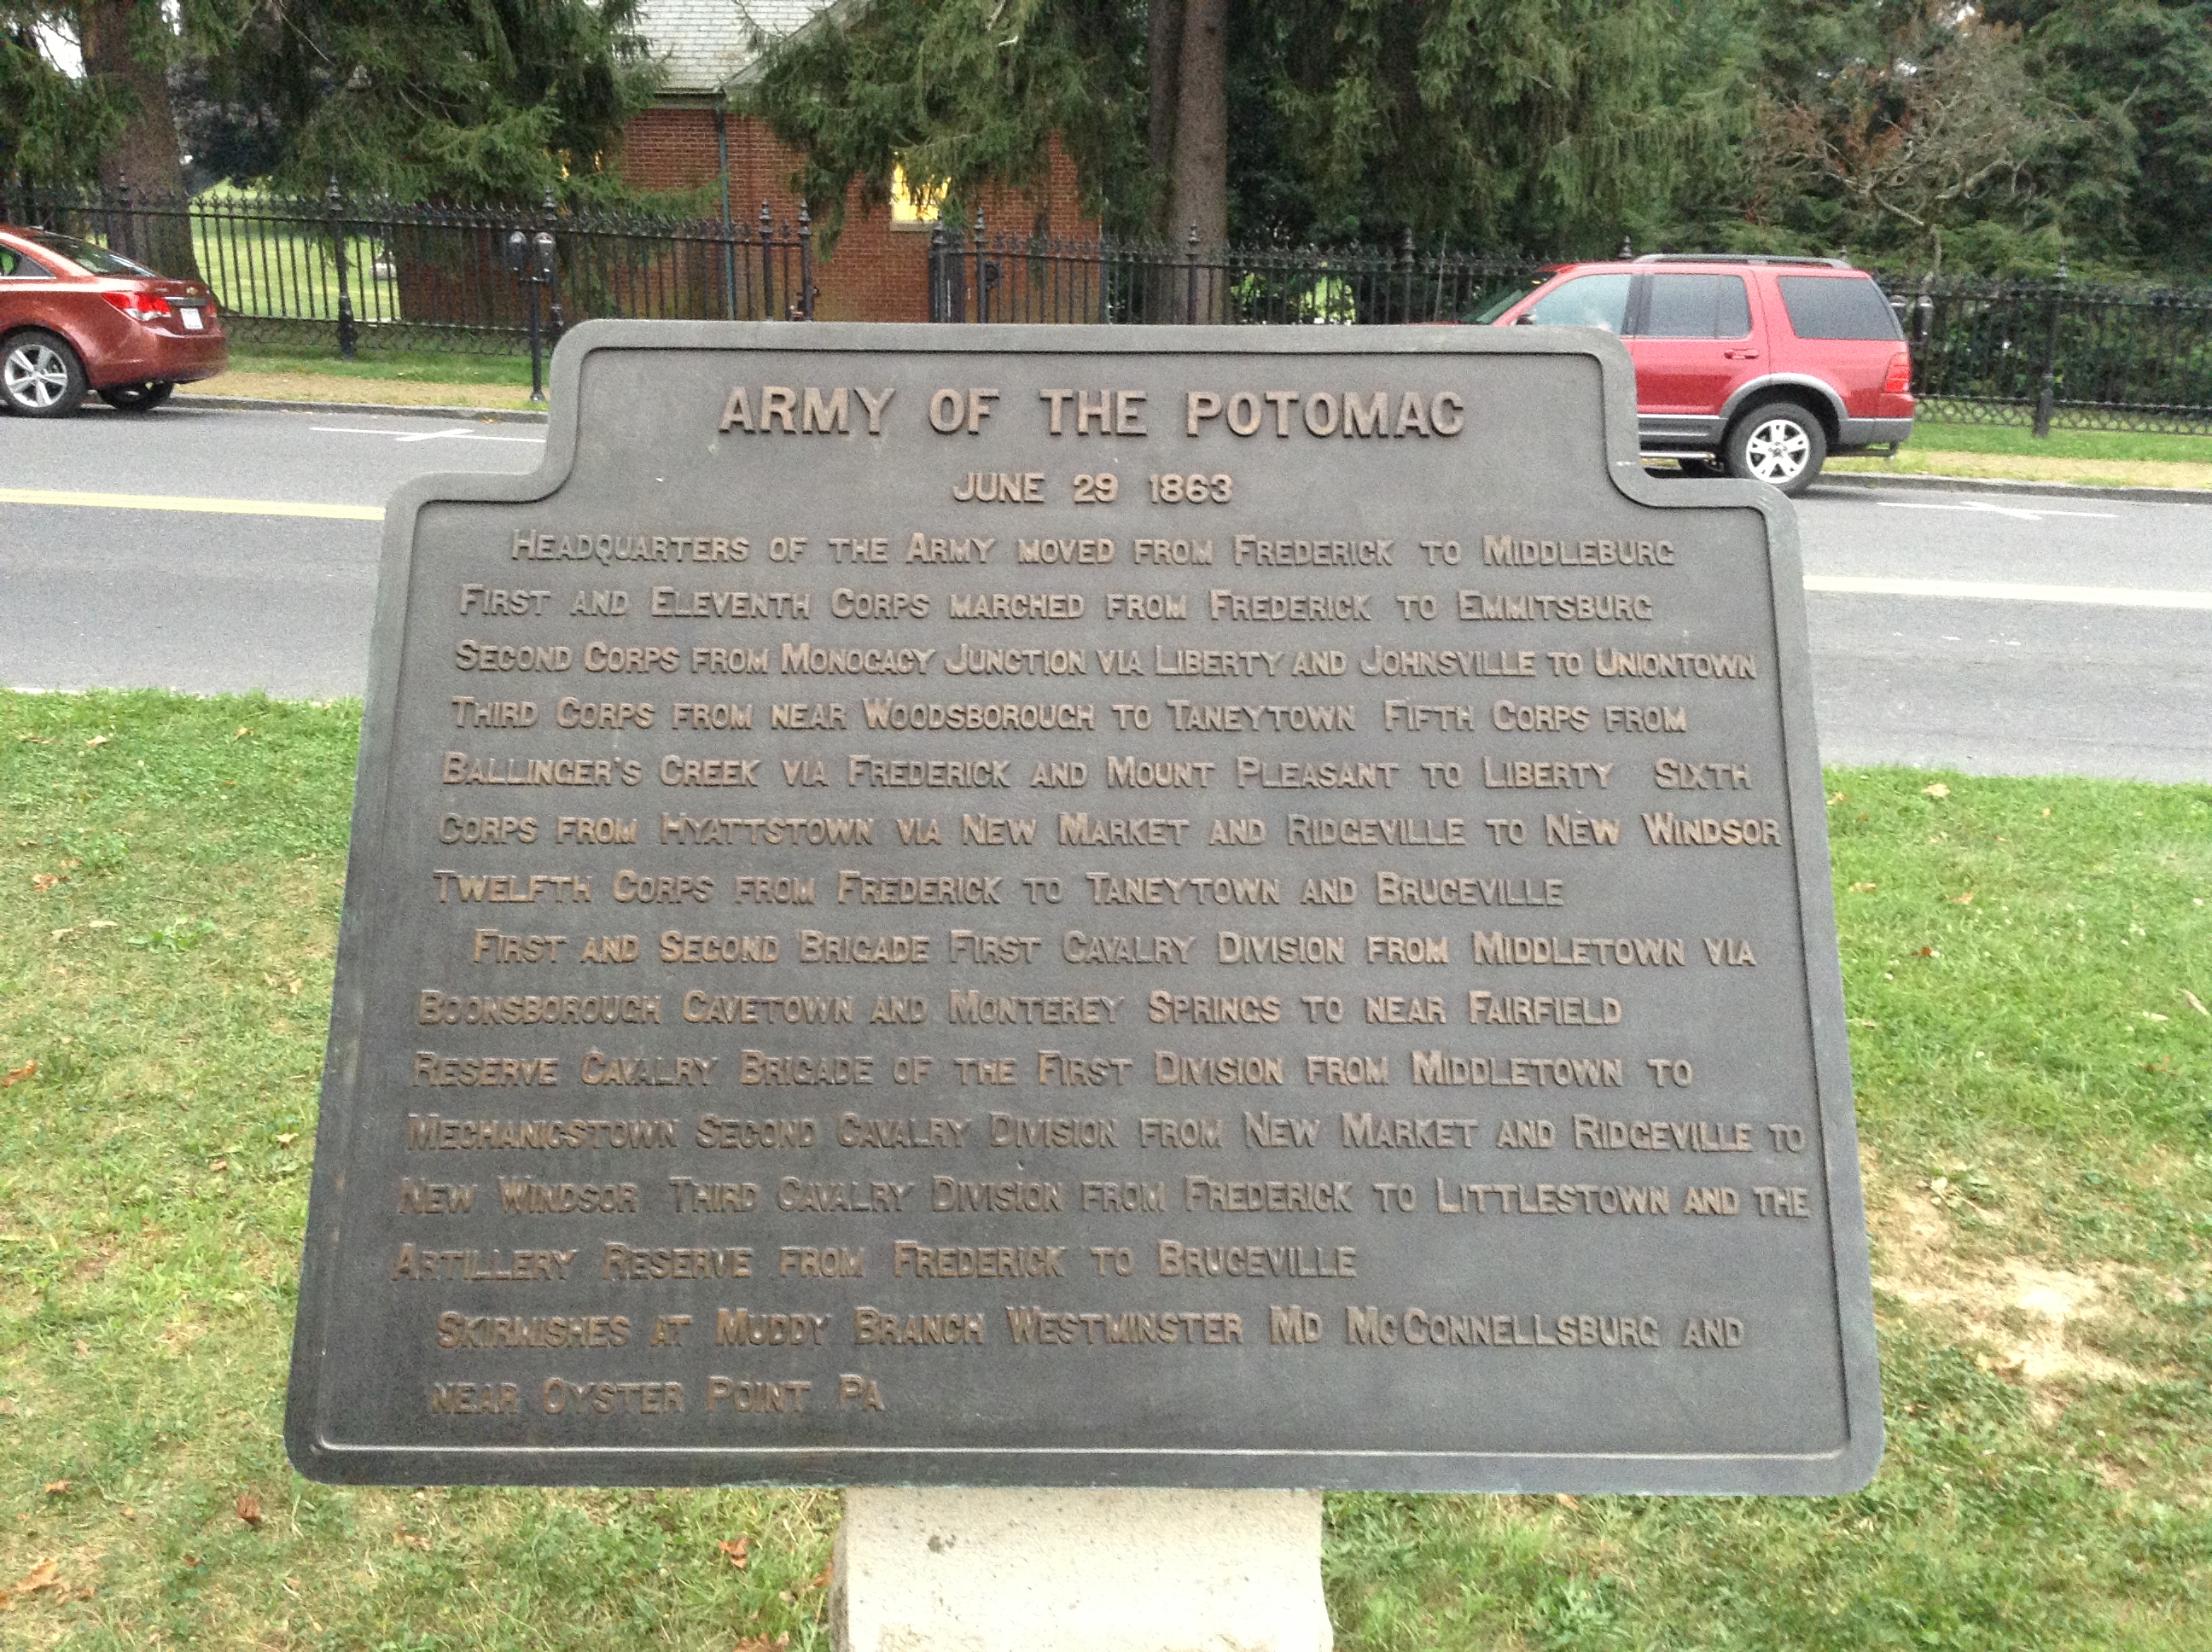 ARMY OF THE POTOMAC
JUNE 29 1863
HEADQUARTERS OF THE ARMY MOVED FROM FREDERICK TO MIDDLEBURG
FIRST AND ELEVENTH CORPS MARCHED FROM FREDERICK TO EMMITSBURG
SECOND CORPS FROM MONOCACY JUNCTION VIA LIBERTY AND JOHNSVILLE TO UNIONTOWN
THIRD CORPS FROM NEAR WOODSBOROUGH TO TANEYTOWN FIFTH CORPS FROM
BALLINGER'S CREEK VIA FREDERICK AND MOUNT PLEASANT TO LIBERTY SIXTH
CORPS FROM HYATTSTOWN VIA NEW MARKET AND RIDGEVILLE TO NEW WINDSOR
TWELFTH CORPS FROM FREDERICK TO TANEYTOWN AND BRUCEVILLE
FIRST AND SECOND BRIGADE FIRST CAVALRY DIVISION FROM MIDDLETOWN VIA
BOONSBOROUGH CAVETOWN AND MONTEREY SPRINGS TO NEAR FAIRFIELD
RESERVE CAVALRY BRIGADE OF THE FIRST DIVISION FROM MIDDLETOWN TO
MECHANICSTOWN SECOND CAVALRY DIVISION FROM NEW MARKET AND RIDGEVILLE TO
NEW WINDSOR THIRD CAVALRY DIVISION FROM FREDERICK TO LITTLESTOWN AND THE
ARTILLERY RESERVE FROM FREDERICK TO BRUCEVILLE
SKIRMISHES AT MUDDY BRANCH WESTMINSTER MD MCCONNELLSBURG AND
NEAR OYSTER POINT PA